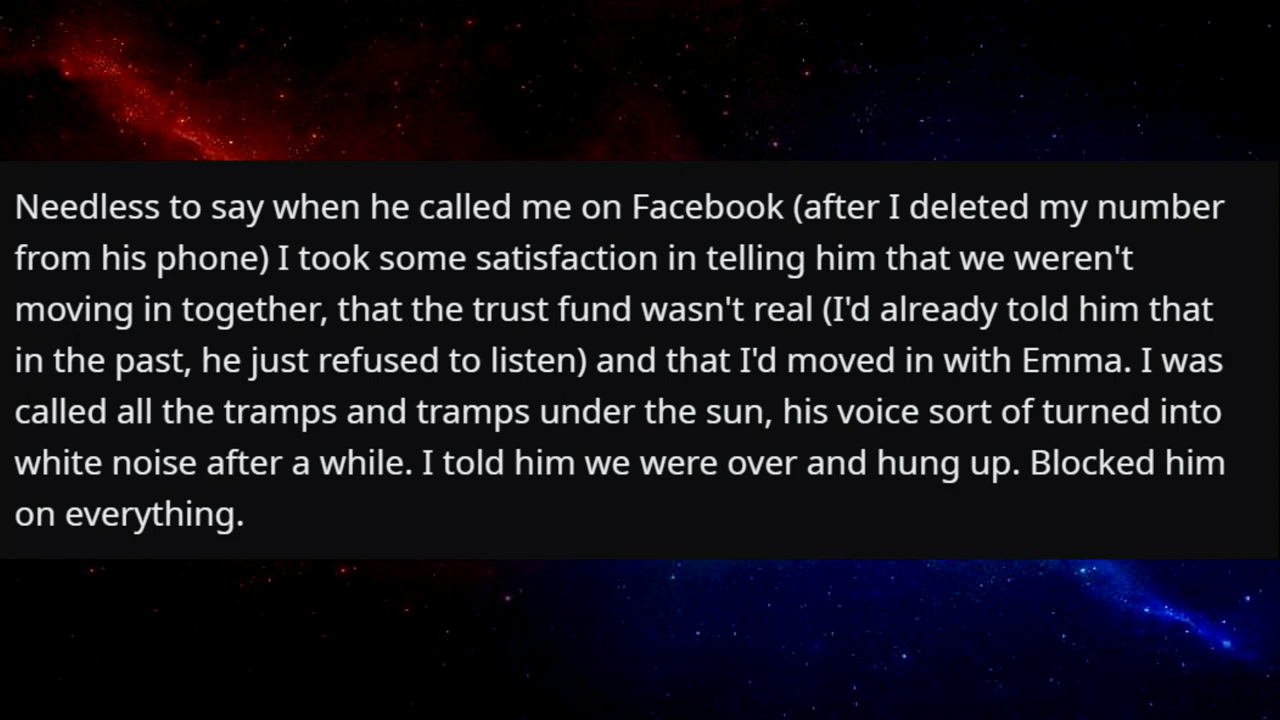 Needless to say when he called me on Facebook (after I deleted my number
from his phone) I took some satisfaction in telling him that we weren't
moving in together, that the trust fund wasn't real (I'd already told him that
in the past, he just refused to listen) and that I'd moved in with Emma. I was
called all the tramps and tramps under the sun, his voice sort of turned into
white noise after a while. I told him we were over and hung up. Blocked him
on everything.